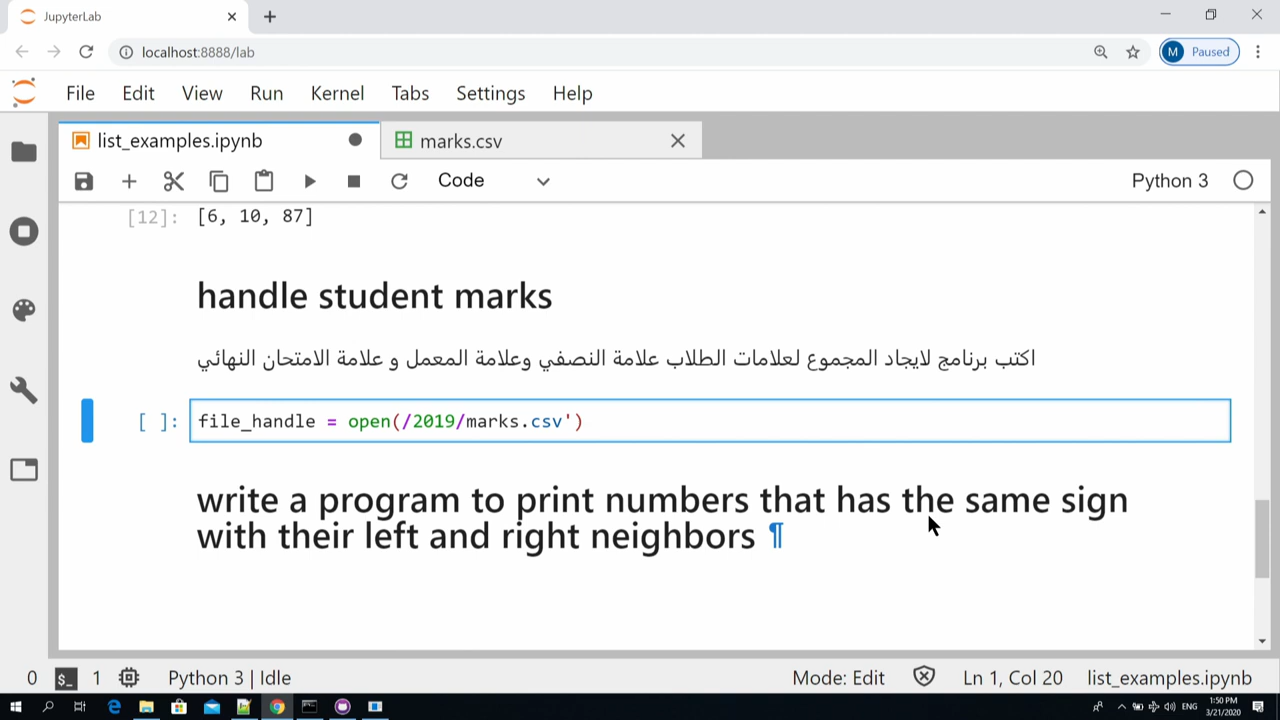 JupyterLab
localhost:8888/lab
M Paused
File Edit View Run Kernel Tabs Settings Help
list_examples.ipynb
marks.csv
Code
Python 3
[12]: [6, 10, 87]
handle student marks
اكتب برنامج لايجاد المجموع لعلامات الطلاب علامة النصفي وعلامة المعمل و علامة الامتحان النهائي
[ ]: file_handle = open(/2019/marks.csv')
write a program to print numbers that has the same sign
with their left and right neighbors ¶
0 $_ 1 Python 3 | Idle Mode: Edit Ln 1, Col 20 list_examples.ipynb
ENG
1:50 PM
3/21/2020